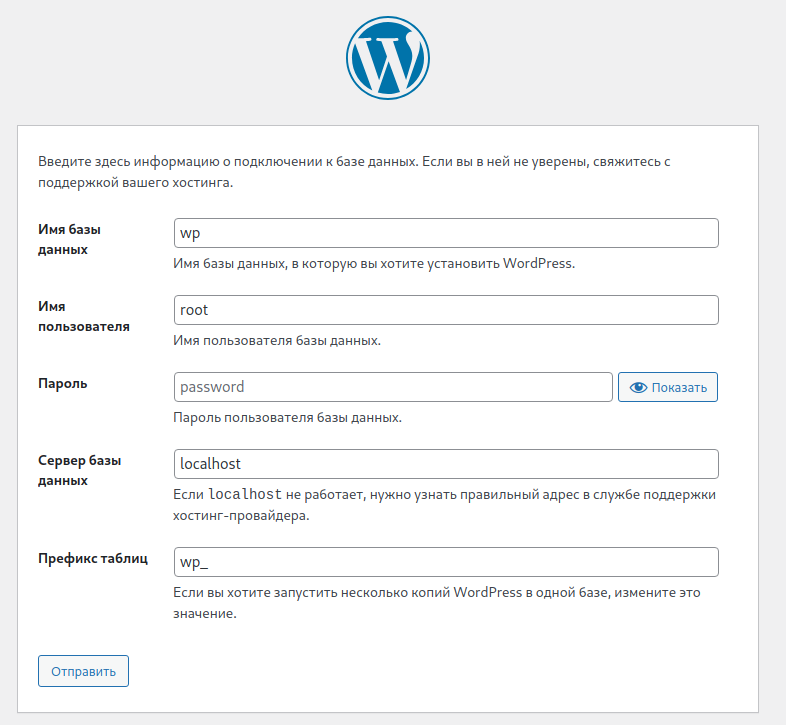 Введите здесь информацию о подключении к базе данных. Если вы в ней не уверены, свяжитесь с
поддержкой вашего хостинга.
Имя базы
данных
wp
Имя базы данных, в которую вы хотите установить WordPress.
Имя
пользователя
root
Имя пользователя базы данных.
Пароль
password
Показать
Пароль пользователя базы данных.
Сервер базы
данных
localhost
Если localhost не работает, нужно узнать правильный адрес в службе поддержки
хостинг-провайдера.
Префикс таблиц
wp_
Если вы хотите запустить несколько копий WordPress в одной базе, измените это
значение.
Отправить